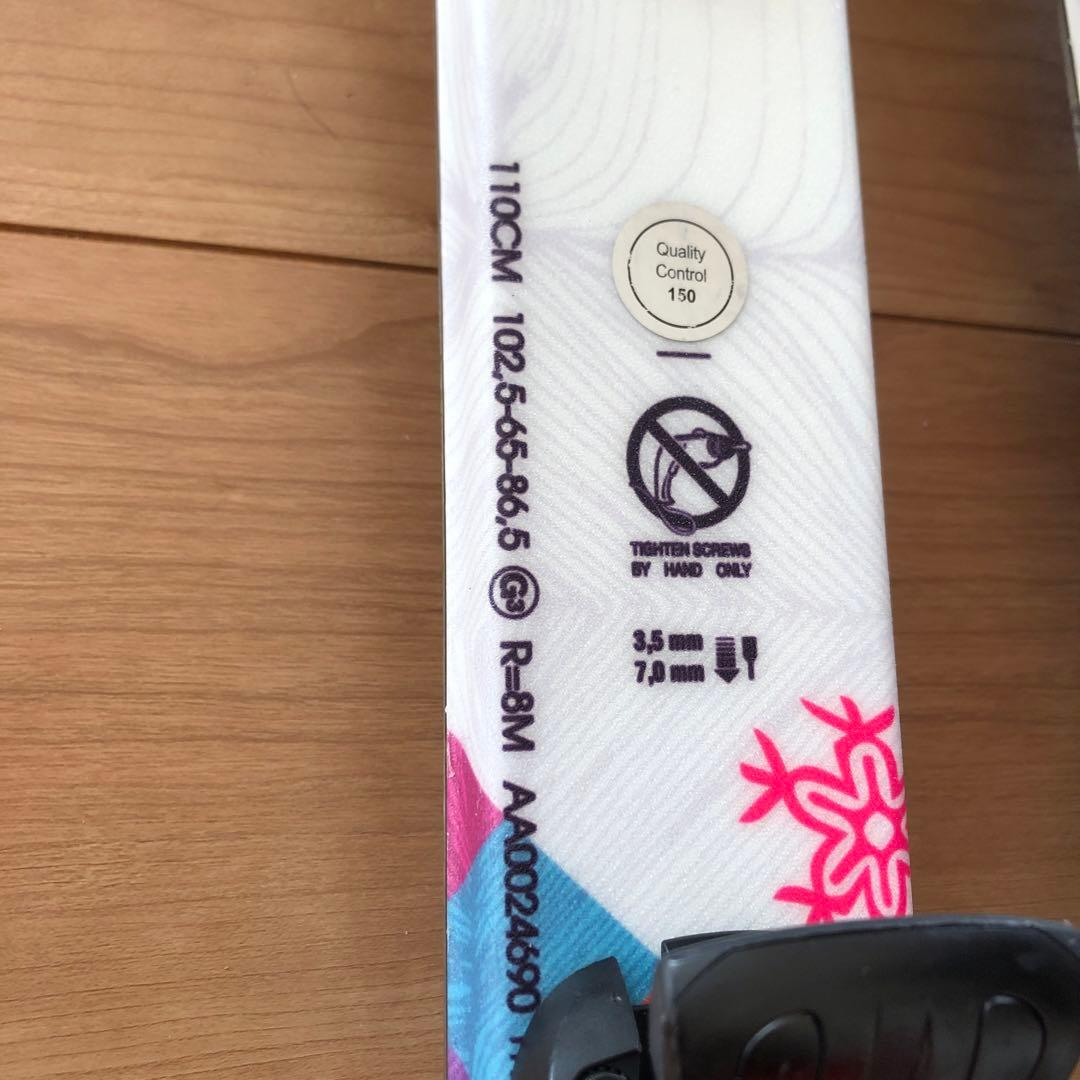 110CM 102,5-65-86,5 G3 R=8M AA0024690
Quality
Control
150
TIGHTEN SCREWS
BY HAND ONLY
3,5 mm
7,0 mm